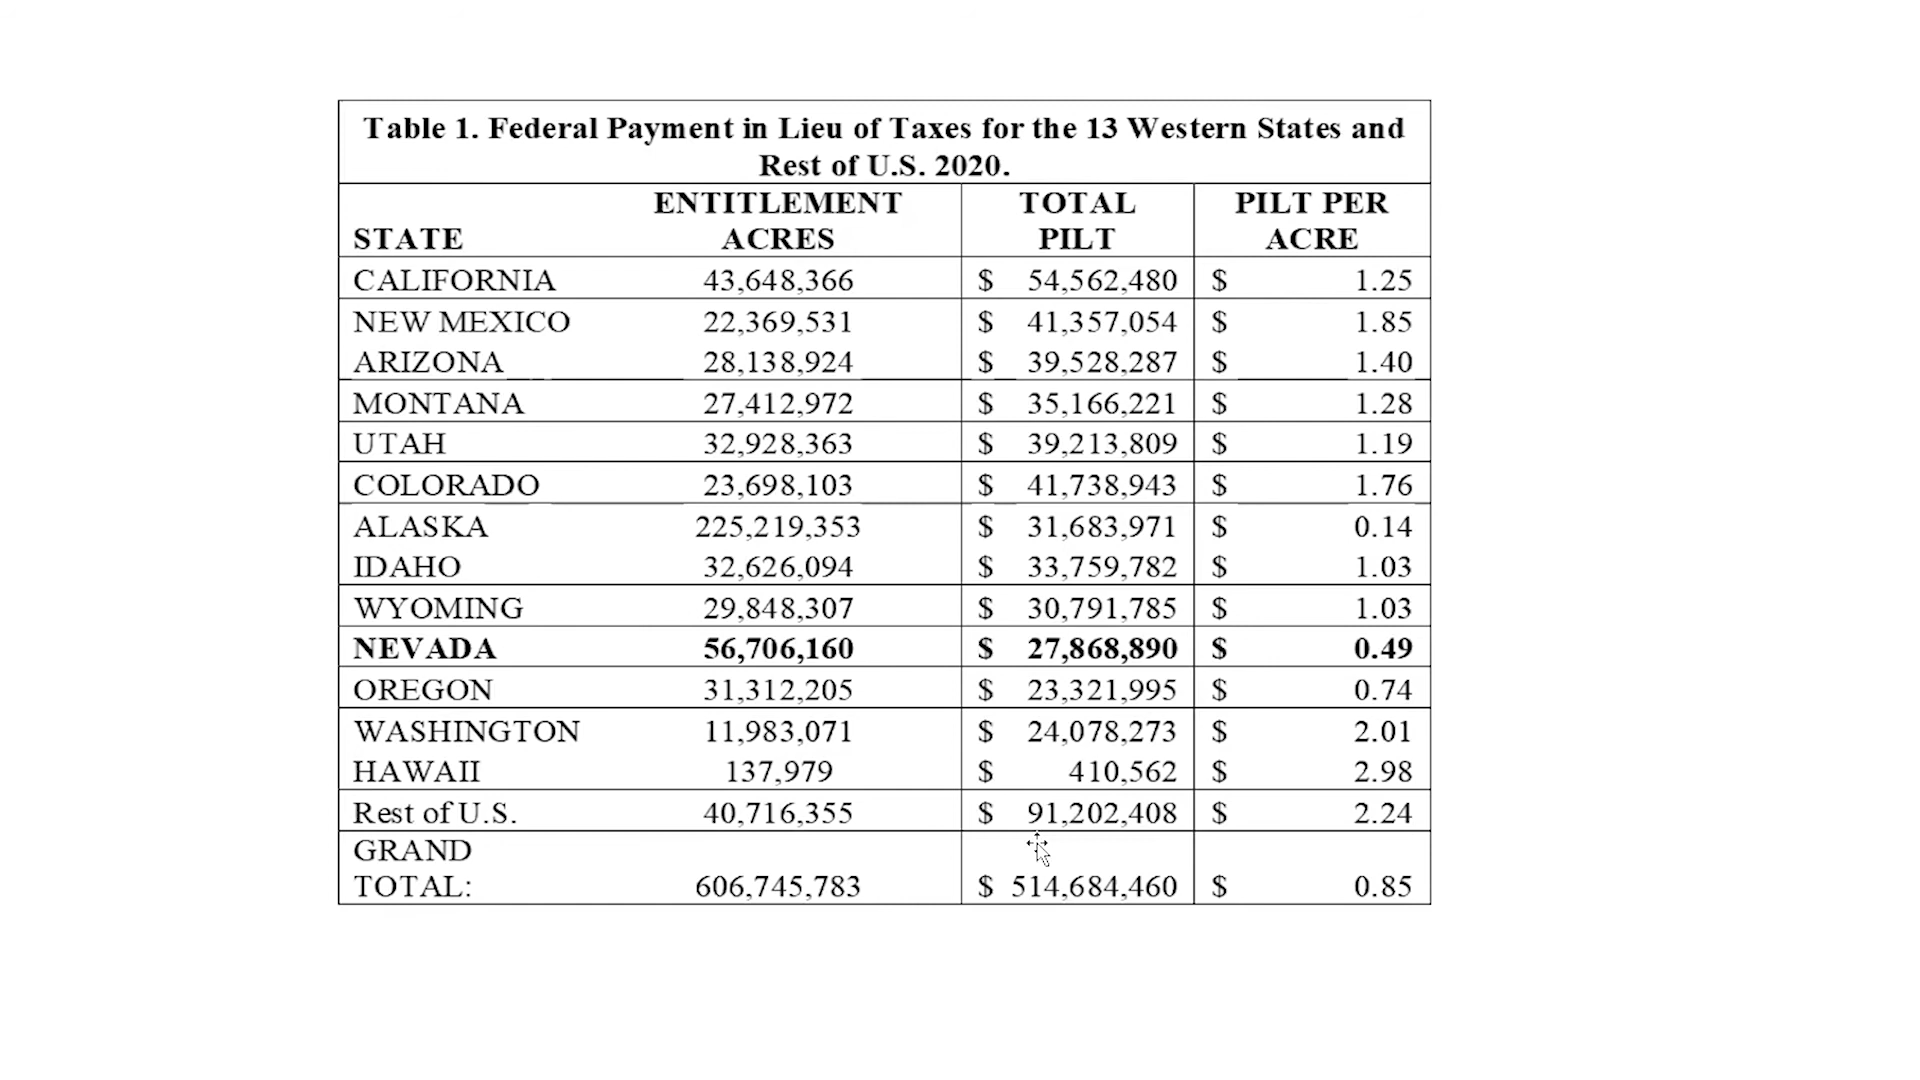 Table 1. Federal Payment in Lieu of Taxes for the 13 Western States and
Rest of U.S. 2020.
STATE ENTITLEMENT ACRES TOTAL PILT PILT PER ACRE
CALIFORNIA 43,648,366 $ 54,562,480 $ 1.25
NEW MEXICO 22,369,531 $ 41,357,054 $ 1.85
ARIZONA 28,138,924 $ 39,528,287 $ 1.40
MONTANA 27,412,972 $ 35,166,221 $ 1.28
UTAH 32,928,363 $ 39,213,809 $ 1.19
COLORADO 23,698,103 $ 41,738,943 $ 1.76
ALASKA 225,219,353 $ 31,683,971 $ 0.14
IDAHO 32,626,094 $ 33,759,782 $ 1.03
WYOMING 29,848,307 $ 30,791,785 $ 1.03
NEVADA 56,706,160 $ 27,868,890 $ 0.49
OREGON 31,312,205 $ 23,321,995 $ 0.74
WASHINGTON 11,983,071 $ 24,078,273 $ 2.01
HAWAII 137,979 $ 410,562 $ 2.98
Rest of U.S. 40,716,355 $ 91,202,408 $ 2.24
GRAND
TOTAL: 606,745,783 $ 514,684,460 $ 0.85